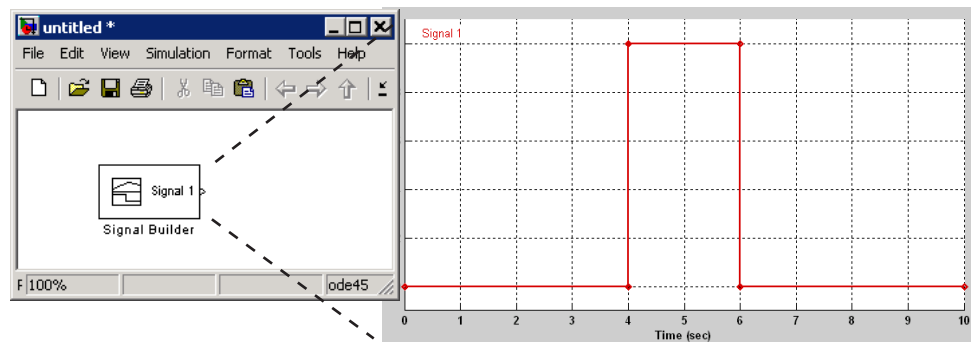 untitled *
File Edit View Simulation Format Tools Help
Signal 1
Signal Builder
F 100% ode45
Signal 1
0 1 2 3 4 5 6 7 8 9 10
Time (sec)